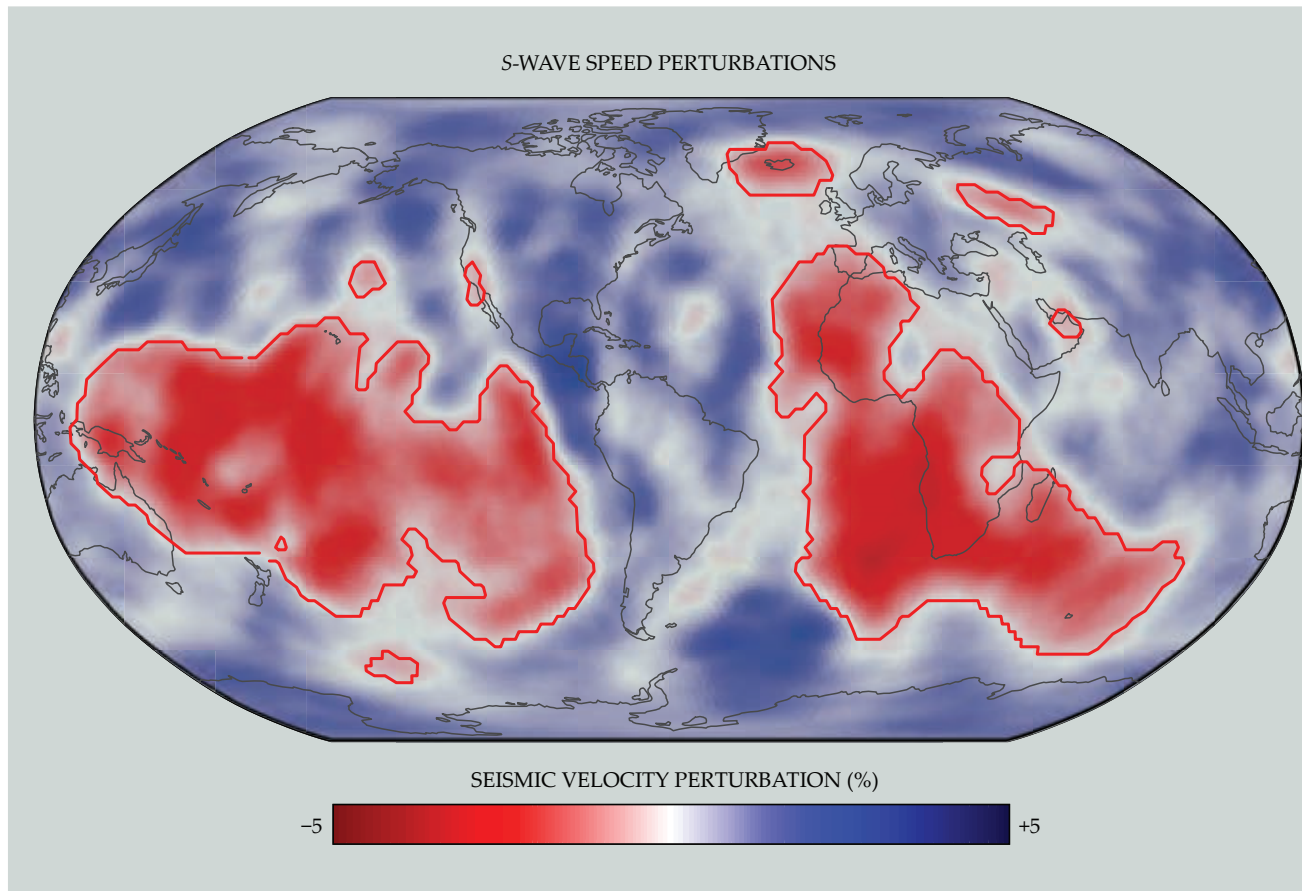 S-WAVE SPEED PERTURBATIONS
SEISMIC VELOCITY PERTURBATION (%)
−5
+5